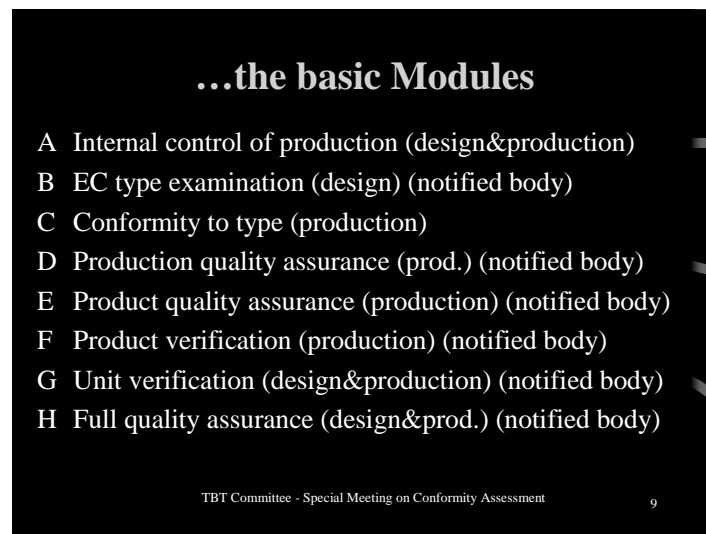 …the basic Modules
A Internal control of production (design&production)
B EC type examination (design) (notified body)
C Conformity to type (production)
D Production quality assurance (prod.) (notified body)
E Product quality assurance (production) (notified body)
F Product verification (production) (notified body)
G Unit verification (design&production) (notified body)
H Full quality assurance (design&prod.) (notified body)
TBT Committee - Special Meeting on Conformity Assessment
9